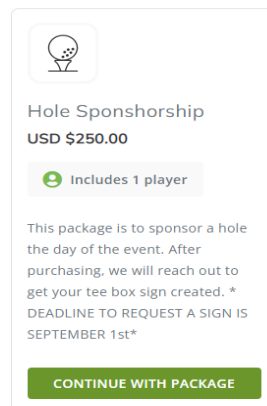 Hole Sponshorship
USD $250.00
Includes 1 player
This package is to sponsor a hole
the day of the event. After
purchasing, we will reach out to
get your tee box sign created. *
DEADLINE TO REQUEST A SIGN IS
SEPTEMBER 1st*
CONTINUE WITH PACKAGE